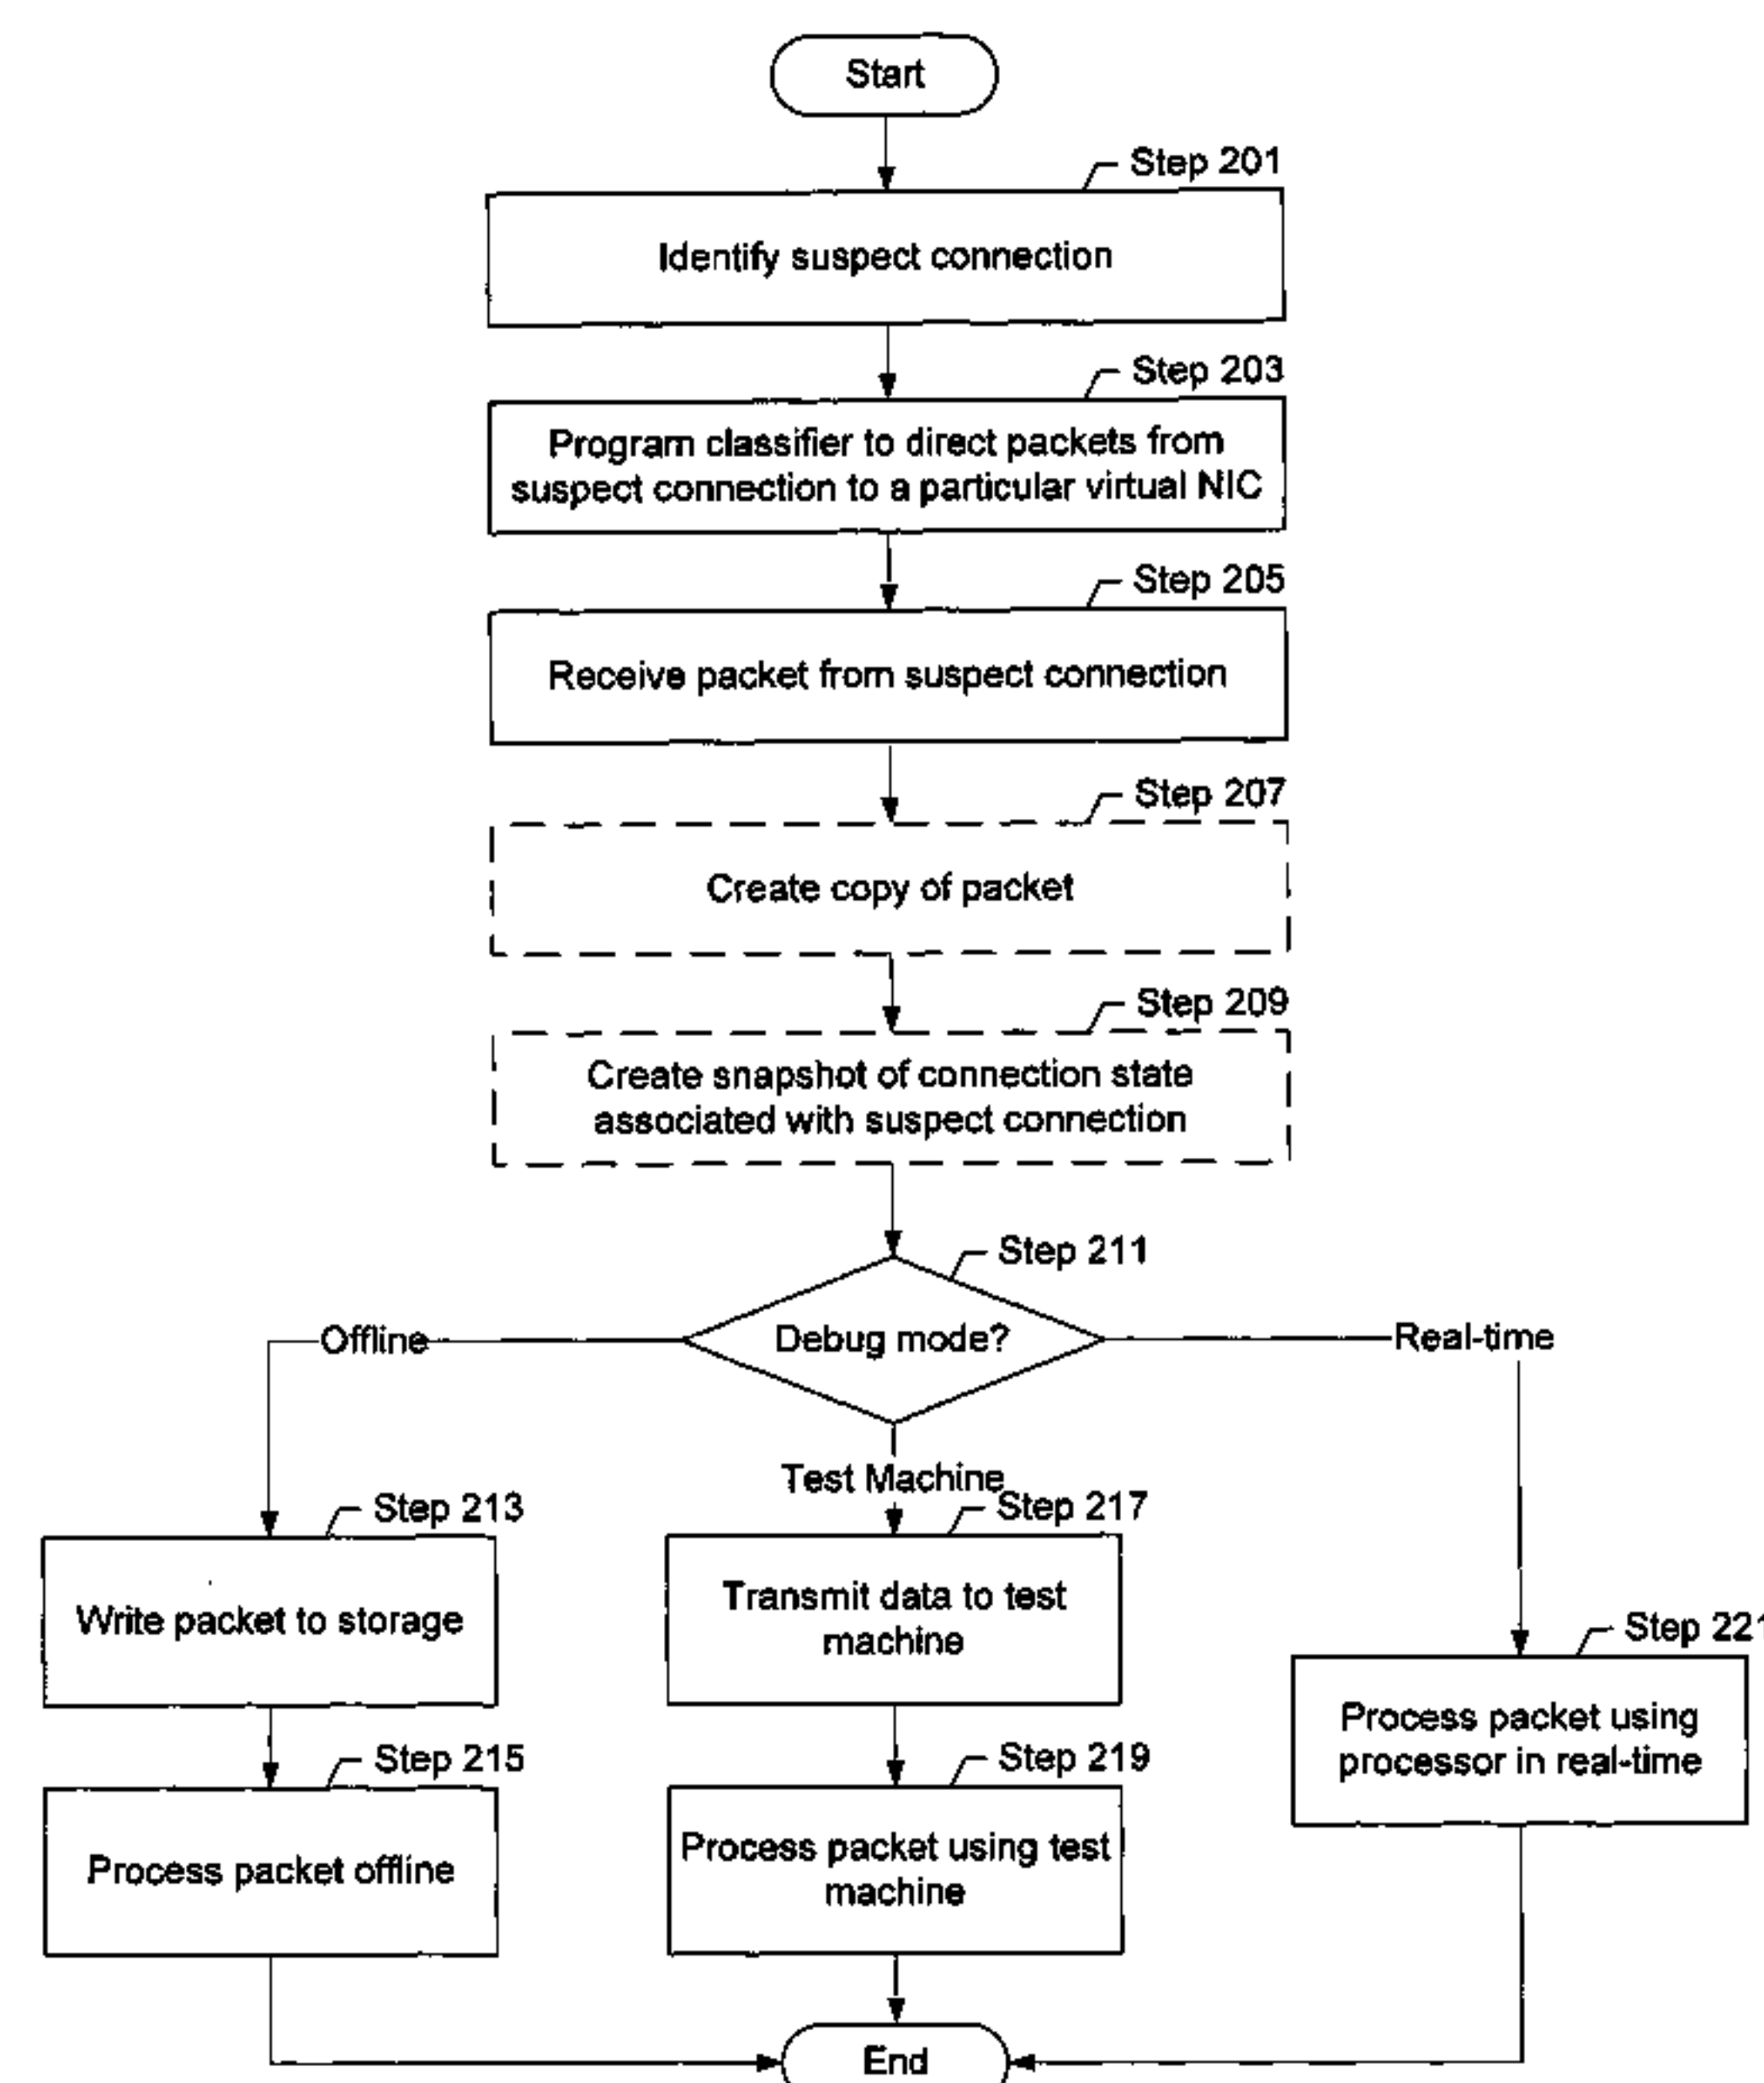 Start
Step 201
Identify suspect connection
Step 203
Program classifier to direct packets from
suspect connection to a particular virtual NIC
Step 205
Receive packet from suspect connection
Step 207
Create copy of packet
Step 209
Create snapshot of connection state
associated with suspect connection
Step 211
Debug mode?
Offline
Real-time
Test Machine
Step 213
Write packet to storage
Step 217
Transmit data to test
machine
Step 221
Process packet using
processor in real-time
Step 215
Process packet offline
Step 219
Process packet using test
machine
End